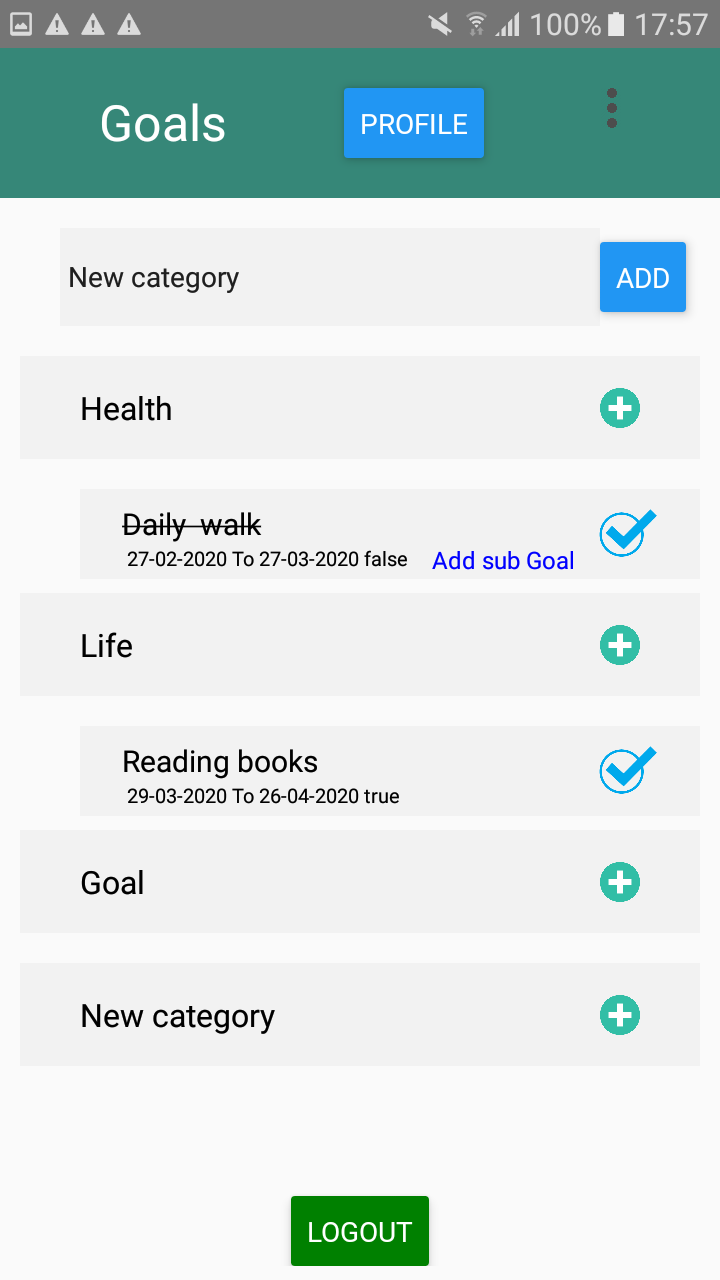 100% 17:57
Goals PROFILE
New category ADD
Health
Daily walk
27-02-2020 To 27-03-2020 false Add sub Goal
Life
Reading books
29-03-2020 To 26-04-2020 true
Goal
New category
LOGOUT